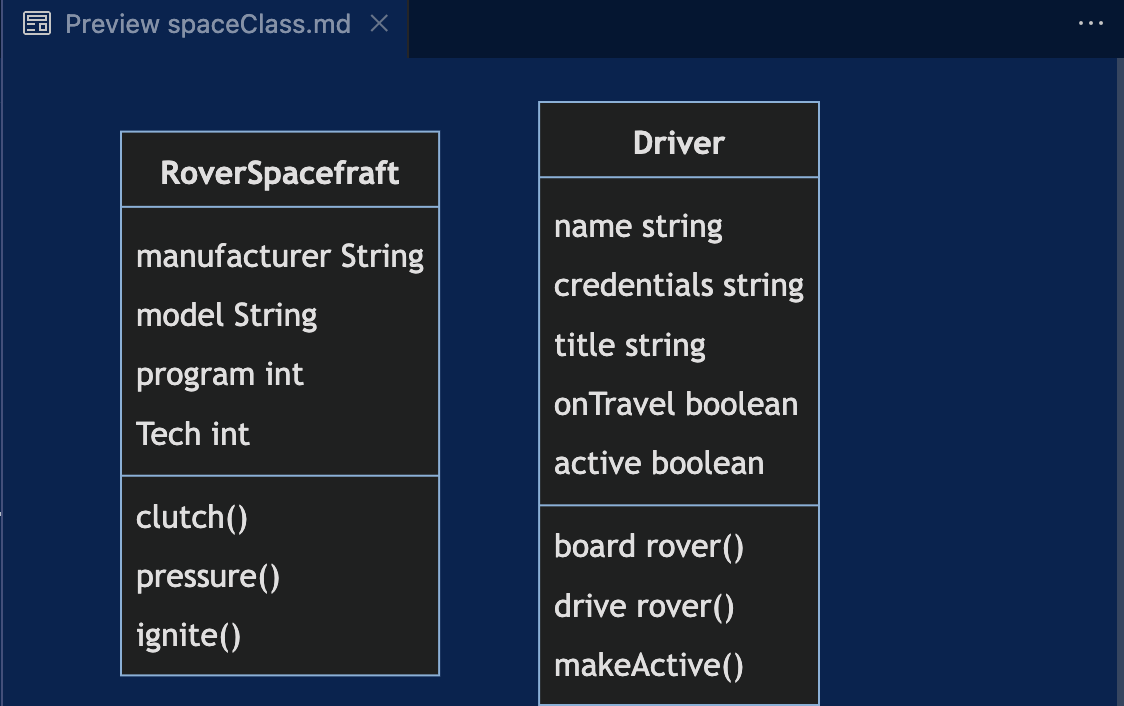 Preview spaceClass.md
RoverSpacefraft
manufacturer String
model String
program int
Tech int
clutch()
pressure()
ignite()
Driver
name string
credentials string
title string
onTravel boolean
active boolean
board rover()
drive rover()
makeActive()